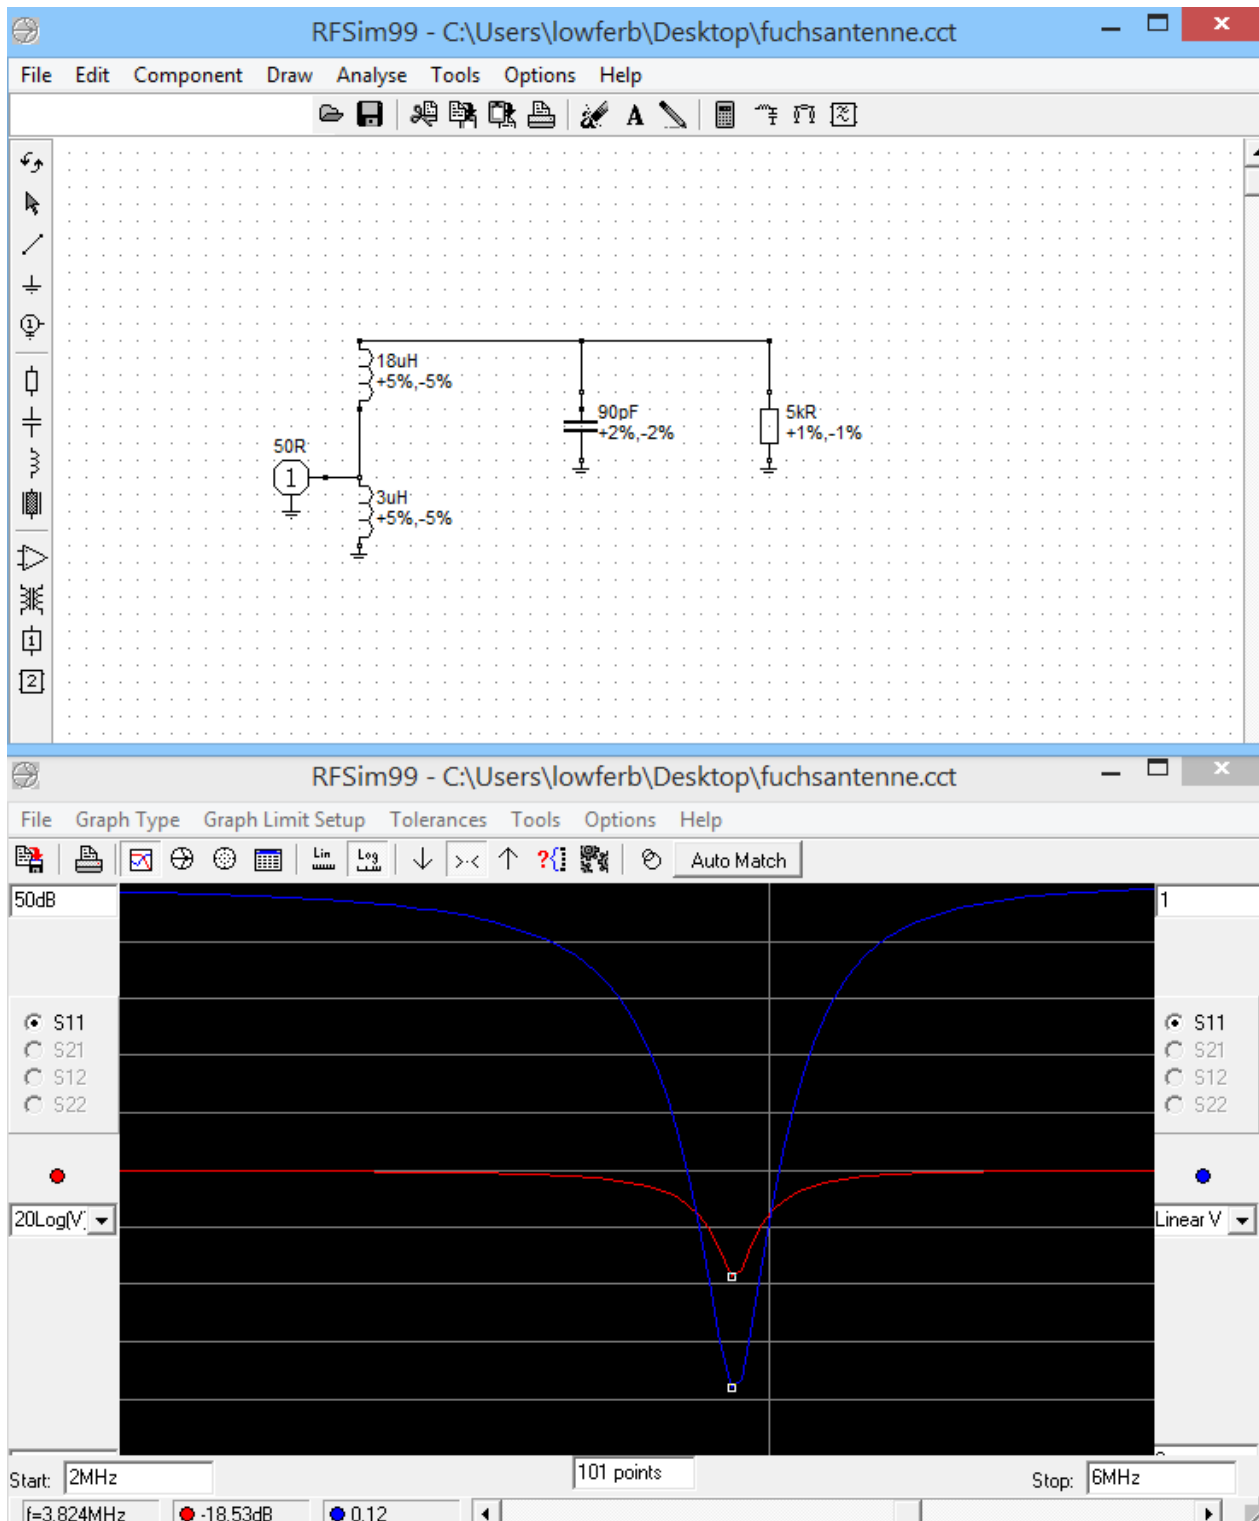 RFSim99 - C:\Users\lowferb\Desktop\fuchsantenne.cct
File Edit Component Draw Analyse Tools Options Help
A
1
1
2
18uH
+5%,-5%
90pF
+2%,-2%
5kR
+1%,-1%
50R
1
3uH
+5%,-5%
RFSim99 - C:\Users\lowferb\Desktop\fuchsantenne.cct
File Graph Type Graph Limit Setup Tolerances Tools Options Help
Lin Log ?{ Auto Match
50dB 1
S11 S11
S21 S21
S12 S12
S22 S22
20Log(V) Linear V
Start: 2MHz 101 points Stop: 6MHz
f=3.824MHz -18.53dB 0.12